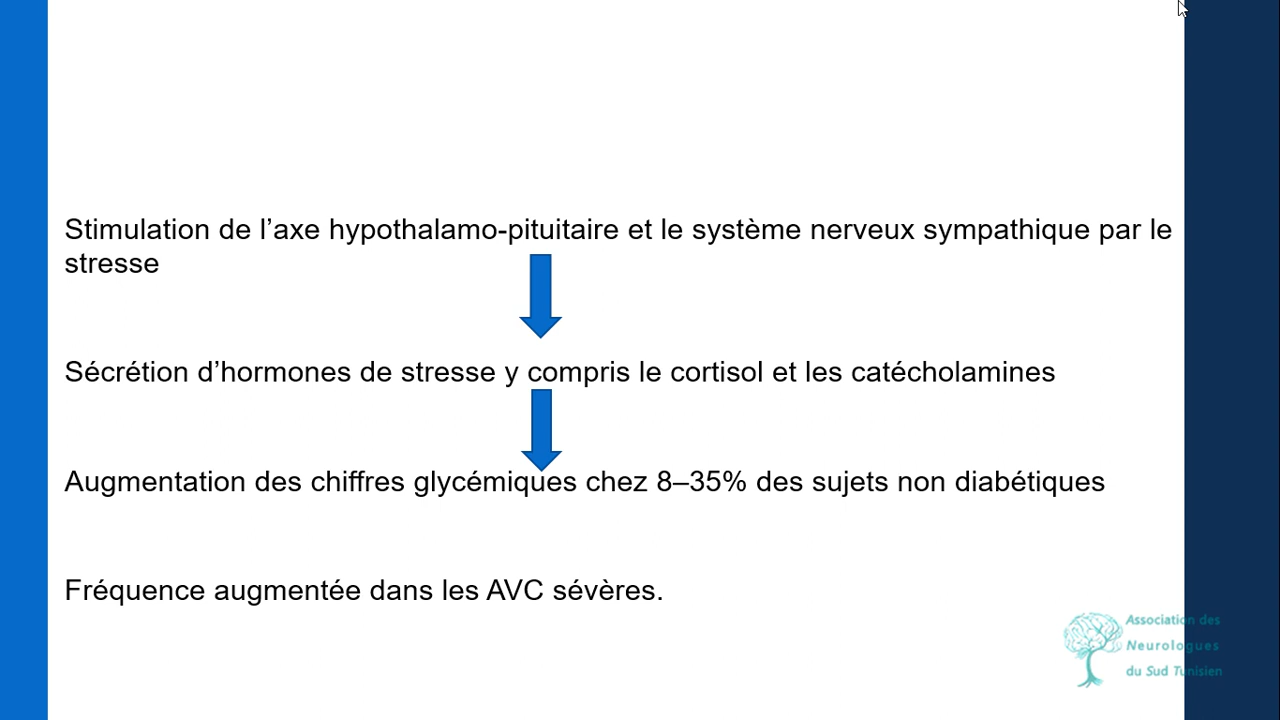 Stimulation de l’axe hypothalamo-pituitaire et le système nerveux sympathique par le
stresse
Sécrétion d’hormones de stresse y compris le cortisol et les catécholamines
Augmentation des chiffres glycémiques chez 8–35% des sujets non diabétiques
Fréquence augmentée dans les AVC sévères.
Association des
Neurologues
du Sud Tunisien